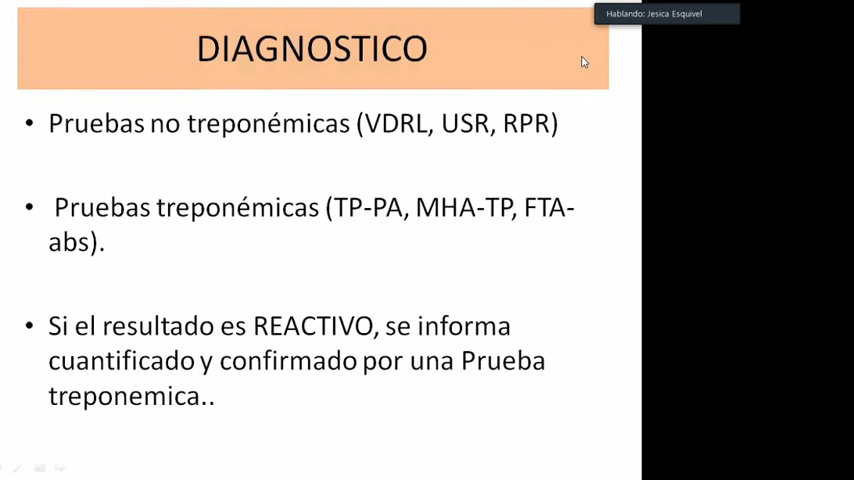 Hablando: Jesica Esquivel
DIAGNOSTICO
• Pruebas no treponémicas (VDRL, USR, RPR)
• Pruebas treponémicas (TP-PA, MHA-TP, FTA-
abs).
• Si el resultado es REACTIVO, se informa
cuantificado y confirmado por una Prueba
treponemica..